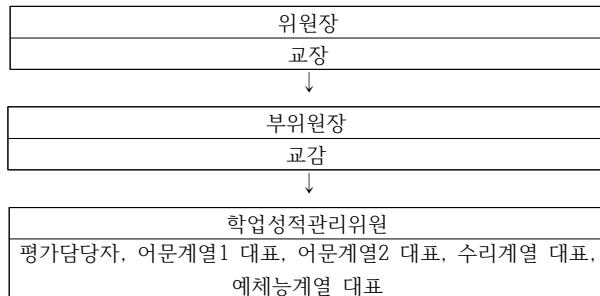 위원장
교장
↓
부위원장
교감
↓
학업성적관리위원
평가담당자, 어문계열1 대표, 어문계열2 대표, 수리계열 대표,
예체능계열 대표